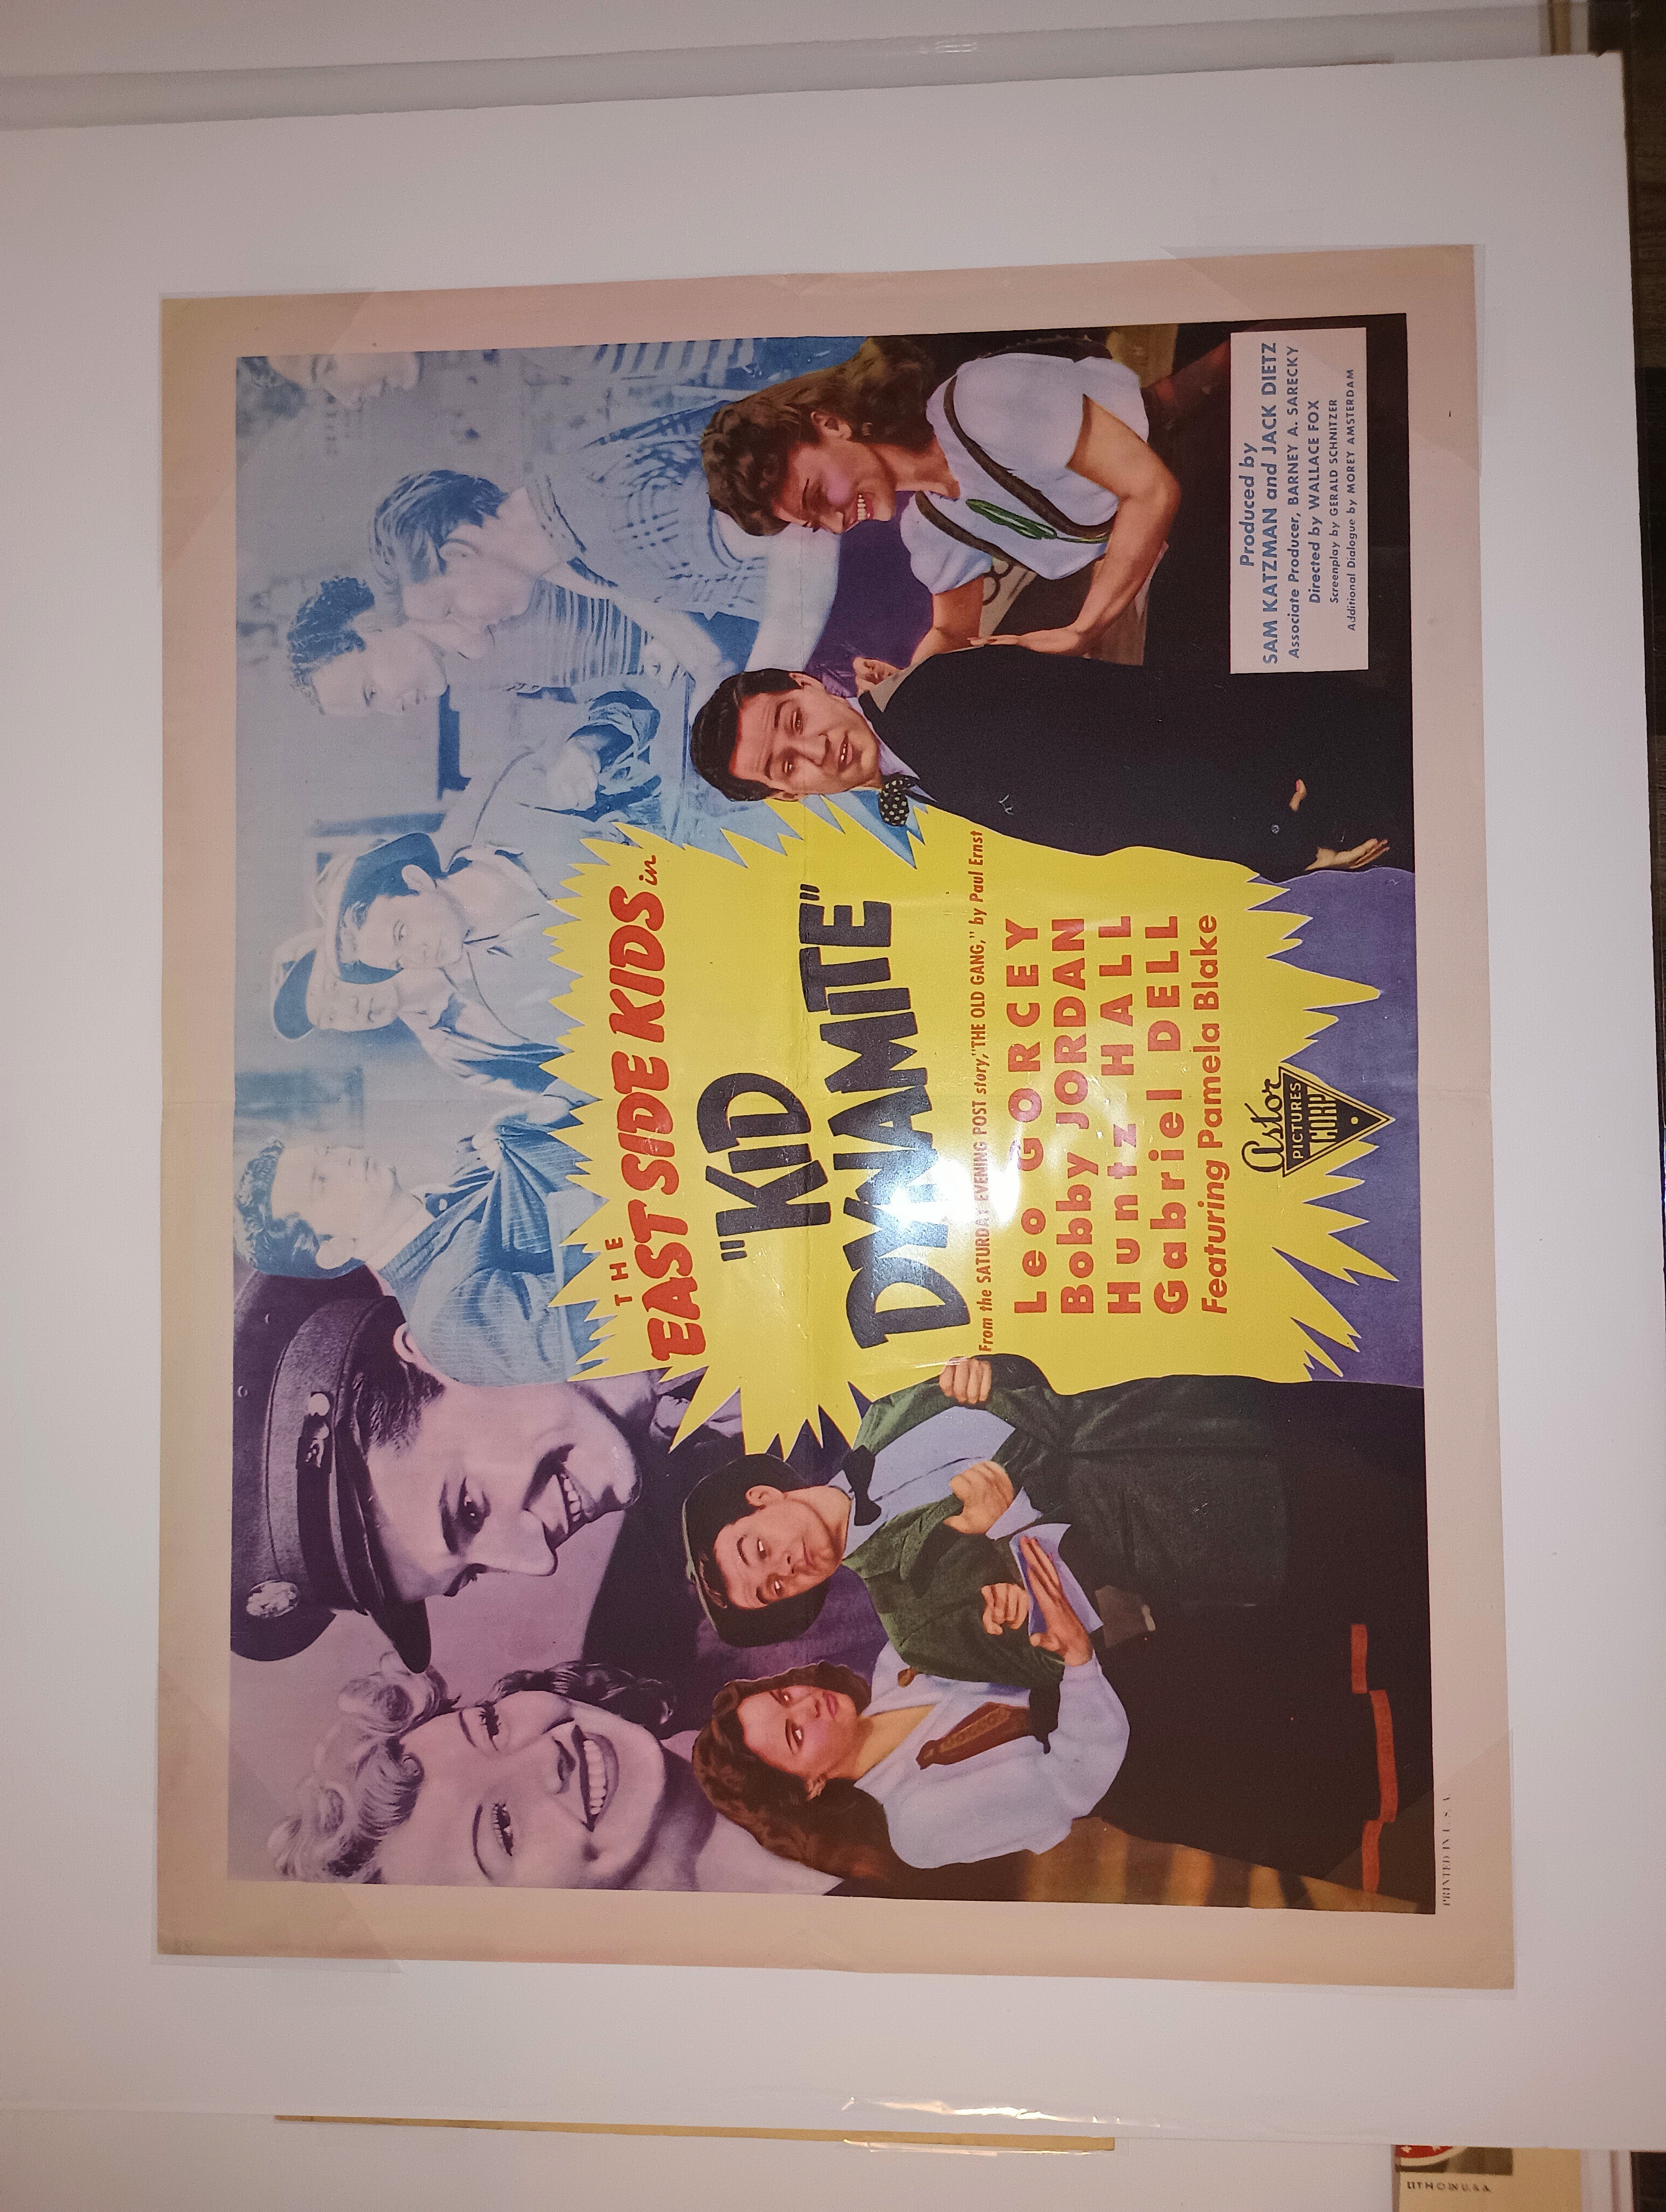 THE
EAST SIDE KIDS in
"KID
DYNAMITE"
From the SATURDAY EVENING POST story, "THE OLD GANG," by Paul Ernst
Leo GORCEY
Bobby JORDAN
Huntz HALL
Gabriel DELL
Featuring Pamela Blake
Astor
PICTURES
CORP.
Produced by
SAM KATZMAN and JACK DIETZ
Associate Producer, BARNEY A. SARECKY
Directed by WALLACE FOX
Screenplay by GERALD SCHNITZER
Additional Dialogue by MOREY AMSTERDAM
PRINTED IN U. S. A.
LITHO IN U.S.A.